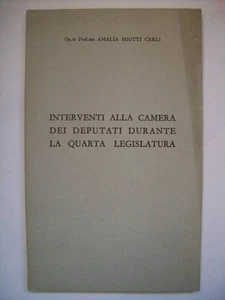 On.le Prof.ssa AMALIA MIOTTI CARLI
INTERVENTI ALLA CAMERA
DEI DEPUTATI DURANTE
LA QUARTA LEGISLATURA